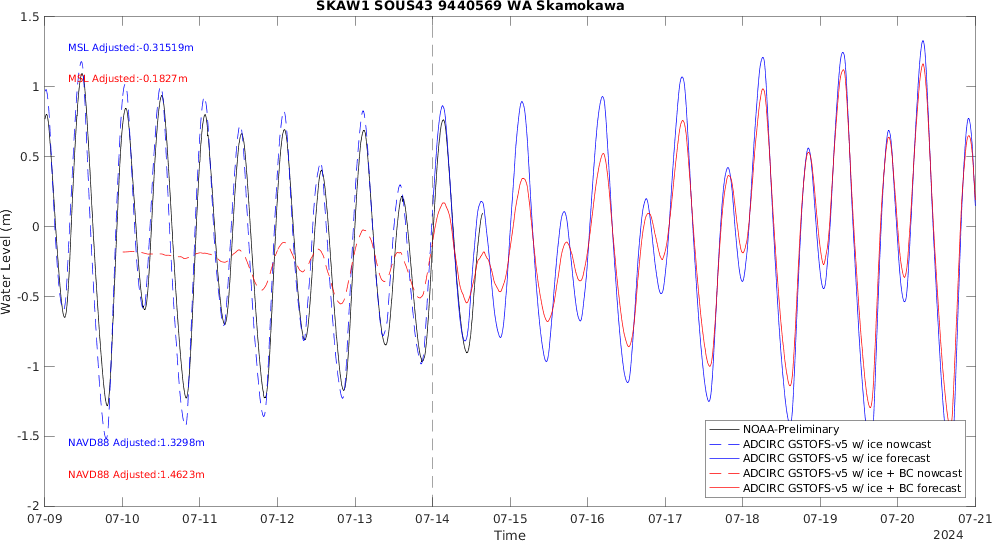 SKAW1 SOUS43 9440569 WA Skamokawa
MSL Adjusted:-0.31519m
MSL Adjusted:-0.1827m
NAVD88 Adjusted:1.3298m
NAVD88 Adjusted:1.4623m
1.5
1
0.5
0
-0.5
-1
-1.5
-2
Water Level (m)
NOAA-Preliminary
ADCIRC GSTOFS-v5 w/ ice nowcast
ADCIRC GSTOFS-v5 w/ ice forecast
ADCIRC GSTOFS-v5 w/ ice + BC nowcast
ADCIRC GSTOFS-v5 w/ ice + BC forecast
07-09 07-10 07-11 07-12 07-13 07-14 07-15 07-16 07-17 07-18 07-19 07-20 07-21
Time
2024